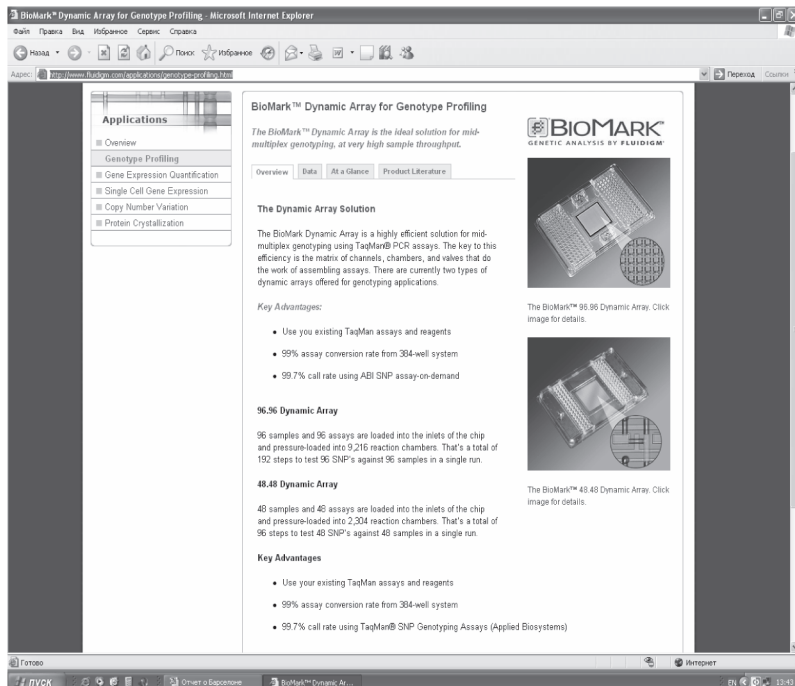 BioMark™ Dynamic Array for Genotype Profiling - Microsoft Internet Explorer
Файл Правка Вид Избранное Сервис Справка
Назад Поиск Избранное
Адрес: http://www.fluidigm.com/applications/genotype-profiling.html Переход Ссылки
Applications
Overview
Genotype Profiling
Gene Expression Quantification
Single Cell Gene Expression
Copy Number Variation
Protein Crystallization
BioMark™ Dynamic Array for Genotype Profiling
The BioMark™ Dynamic Array is the ideal solution for mid-
multiplex genotyping, at very high sample throughput.
Overview Data At a Glance Product Literature
The Dynamic Array Solution
The BioMark Dynamic Array is a highly efficient solution for mid-
multiplex genotyping using TaqMan® PCR assays. The key to this
efficiency is the matrix of channels, chambers, and valves that do
the work of assembling assays. There are currently two types of
dynamic arrays offered for genotyping applications.
Key Advantages:
• Use you existing TaqMan assays and reagents
• 99% assay conversion rate from 384-well system
• 99.7% call rate using ABI SNP assay-on-demand
96.96 Dynamic Array
96 samples and 96 assays are loaded into the inlets of the chip
and pressure-loaded into 9,216 reaction chambers. That's a total of
192 steps to test 96 SNP's against 96 samples in a single run.
48.48 Dynamic Array
48 samples and 48 assays are loaded into the inlets of the chip
and pressure-loaded into 2,304 reaction chambers. That's a total of
96 steps to test 48 SNP's against 48 samples in a single run.
Key Advantages
• Use your existing TaqMan assays and reagents
• 99% assay conversion rate from 384-well system
• 99.7% call rate using TaqMan® SNP Genotyping Assays (Applied Biosystems)
BIOMARK™
GENETIC ANALYSIS BY FLUIDIGM®
The BioMark™ 96.96 Dynamic Array. Click
image for details.
The BioMark™ 48.48 Dynamic Array. Click
image for details.
Готово Интернет
пуск Отчет о Барселоне BioMark™ Dynamic Ar... EN 13:43